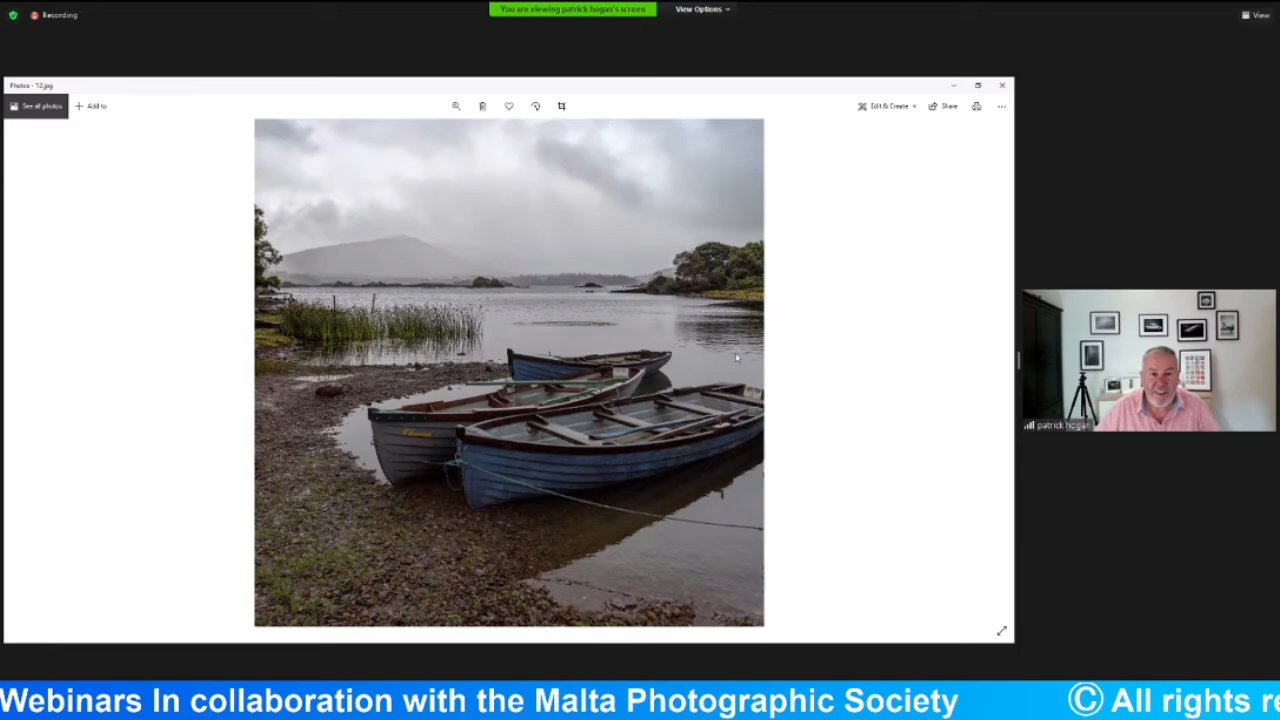 Recording
You are viewing patrick hogan's screen
View Options
View
Photos - 12.jpg
See all photos
Add to
Edit & Create
Share
patrick hogan
Webinars In collaboration with the Malta Photographic Society
© All rights re